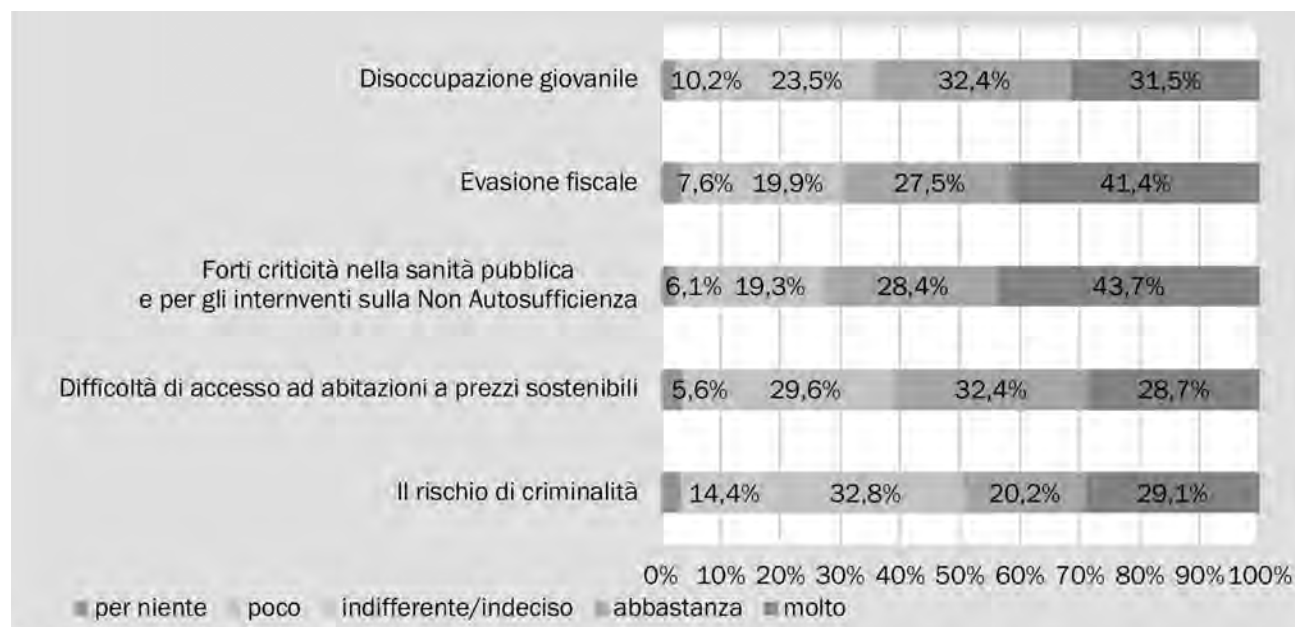 Disoccupazione giovanile 10,2% 23,5% 32,4% 31,5%
Evasione fiscale 7,6% 19,9% 27,5% 41,4%
Forti criticità nella sanità pubblica
e per gli internventi sulla Non Autosufficienza 6,1% 19,3% 28,4% 43,7%
Difficoltà di accesso ad abitazioni a prezzi sostenibili 5,6% 29,6% 32,4% 28,7%
Il rischio di criminalità 14,4% 32,8% 20,2% 29,1%
0% 10% 20% 30% 40% 50% 60% 70% 80% 90% 100%
per niente poco indifferente/indeciso abbastanza molto